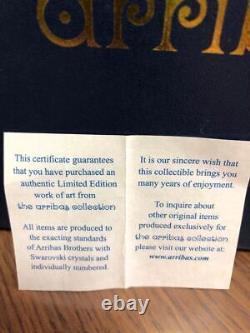 arrib
This certificate guarantees
that you have purchased an
authentic Limited Edition
work of art from
the arribas collection
All items are produced to
the exacting standards
of Arribas Brothers with
Swarovski crystals and
individually numbered.
It is our sincere wish that
this collectible brings you
many years of enjoyment.
To inquire about
other original items
produced exclusively for
the arribas collection
please visit our website at:
www.arribas.com